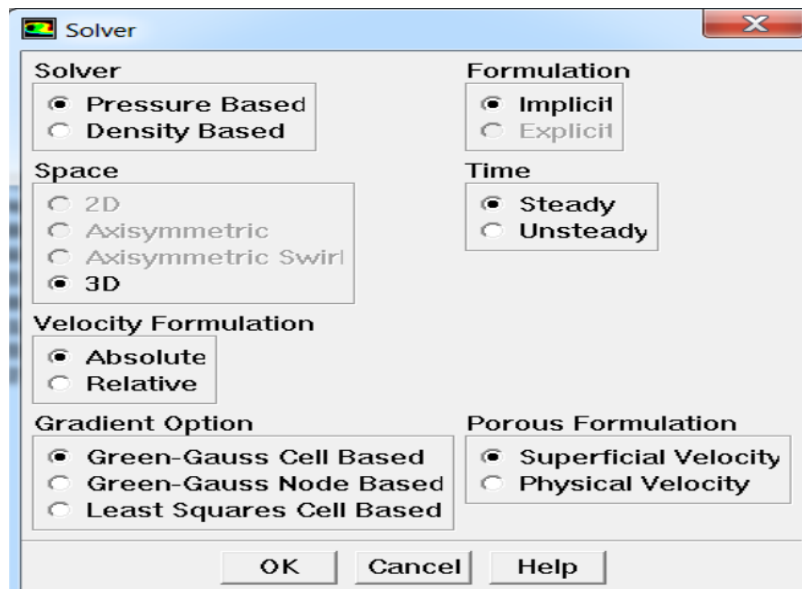 Solver
Solver
Pressure Based
Density Based
Formulation
Implicit
Explicit
Space
2D
Axisymmetric
Axisymmetric Swirl
3D
Time
Steady
Unsteady
Velocity Formulation
Absolute
Relative
Gradient Option
Green-Gauss Cell Based
Green-Gauss Node Based
Least Squares Cell Based
Porous Formulation
Superficial Velocity
Physical Velocity
OK
Cancel
Help